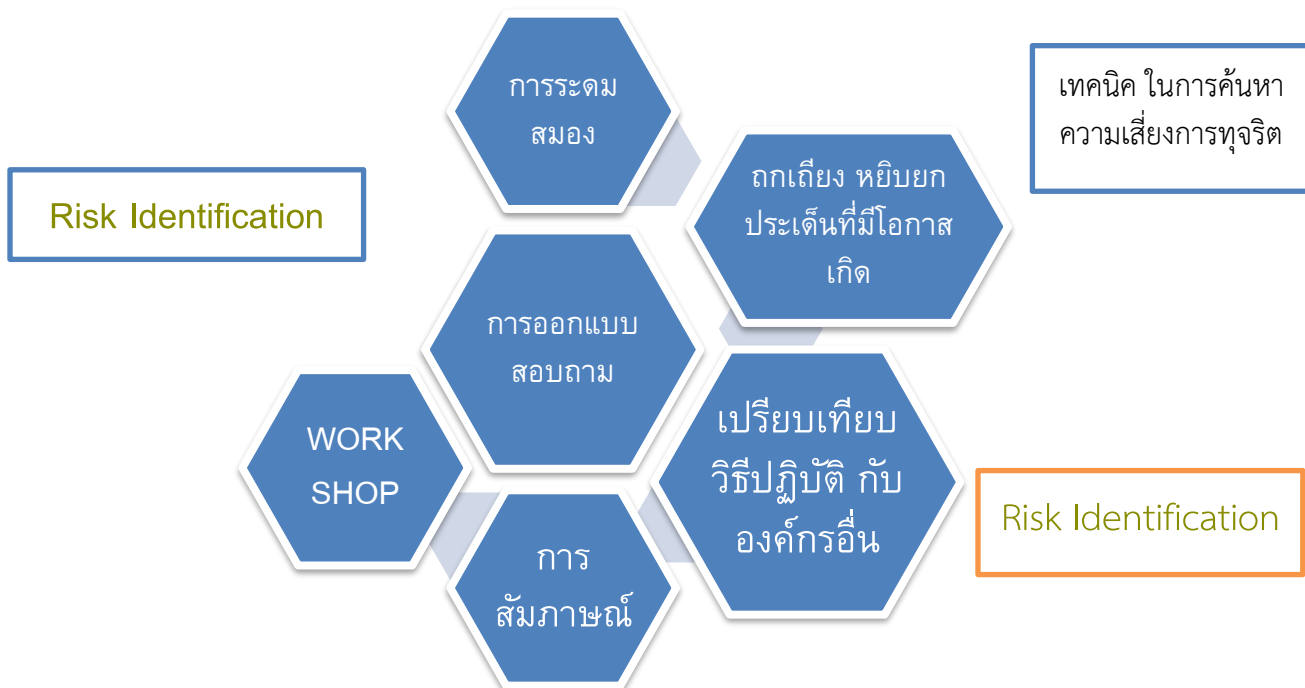 การระดม
สมอง
เทคนิค ในการค้นหา
ความเสี่ยงการทุจริต
Risk Identification
ถกเถียง หยิบยก
ประเด็นที่มีโอกาส
เกิด
การออกแบบ
สอบถาม
WORK
SHOP
เปรียบเทียบ
วิธีปฏิบัติ กับ
องค์กรอื่น
Risk Identification
การ
สัมภาษณ์